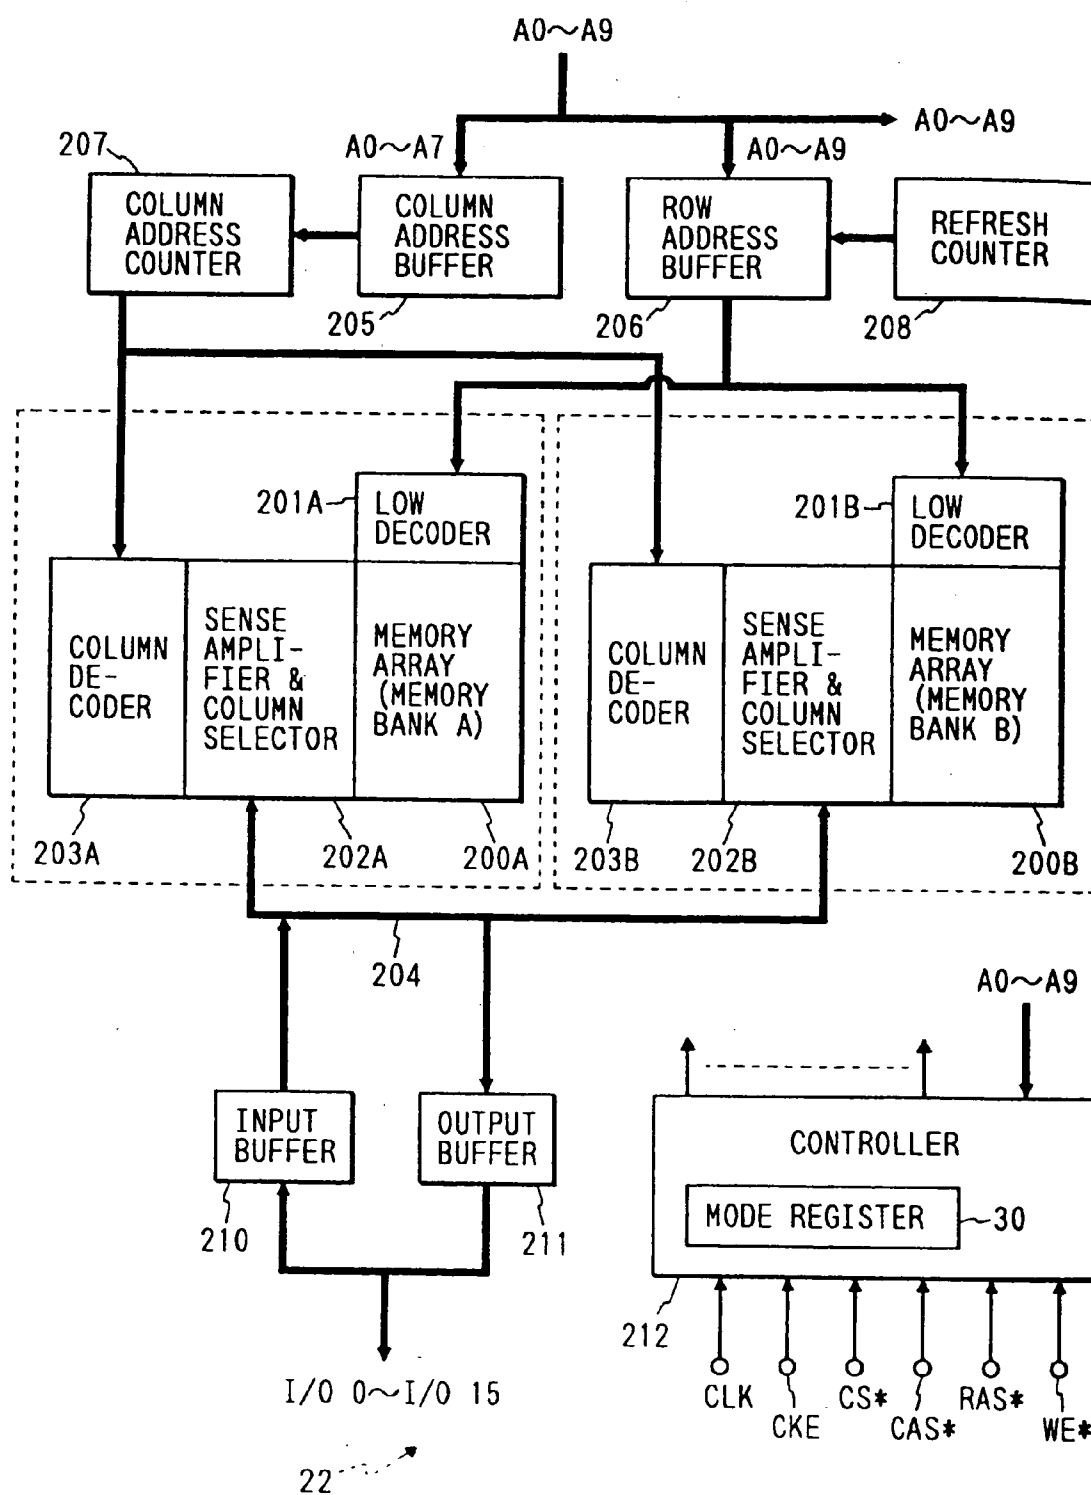 A0~A9
A0~A9
A0~A7
A0~A9
207
COLUMN
ADDRESS
COUNTER
COLUMN
ADDRESS
BUFFER
ROW
ADDRESS
BUFFER
REFRESH
COUNTER
205
206
208
201A
LOW
DECODER
201B
LOW
DECODER
COLUMN
DE-
CODER
SENSE
AMPLI-
FIER &
COLUMN
SELECTOR
MEMORY
ARRAY
(MEMORY
BANK A)
COLUMN
DE-
CODER
SENSE
AMPLI-
FIER &
COLUMN
SELECTOR
MEMORY
ARRAY
(MEMORY
BANK B)
203A
202A
200A
203B
202B
200B
204
A0~A9
INPUT
BUFFER
OUTPUT
BUFFER
CONTROLLER
MODE REGISTER
30
210
211
212
I/O 0~I/O 15
CLK
CKE
CS*
CAS*
RAS*
WE*
22